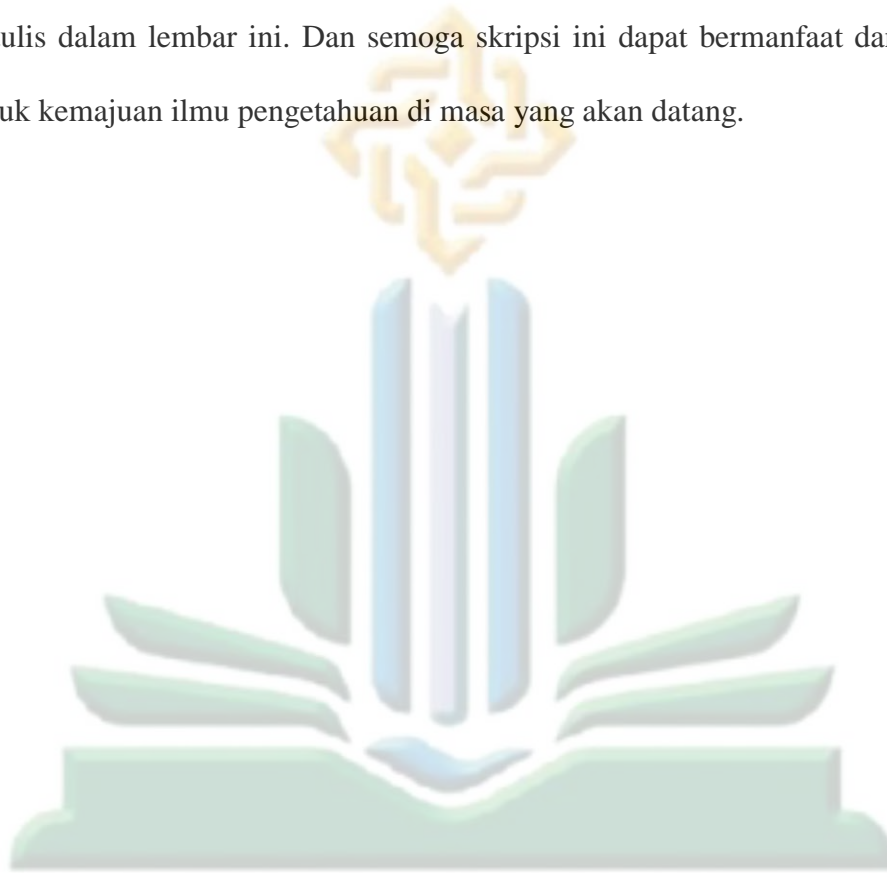 ulis dalam lembar ini. Dan semoga skripsi ini dapat bermanfaat dan
uk kemajuan ilmu pengetahuan di masa yang akan datang.